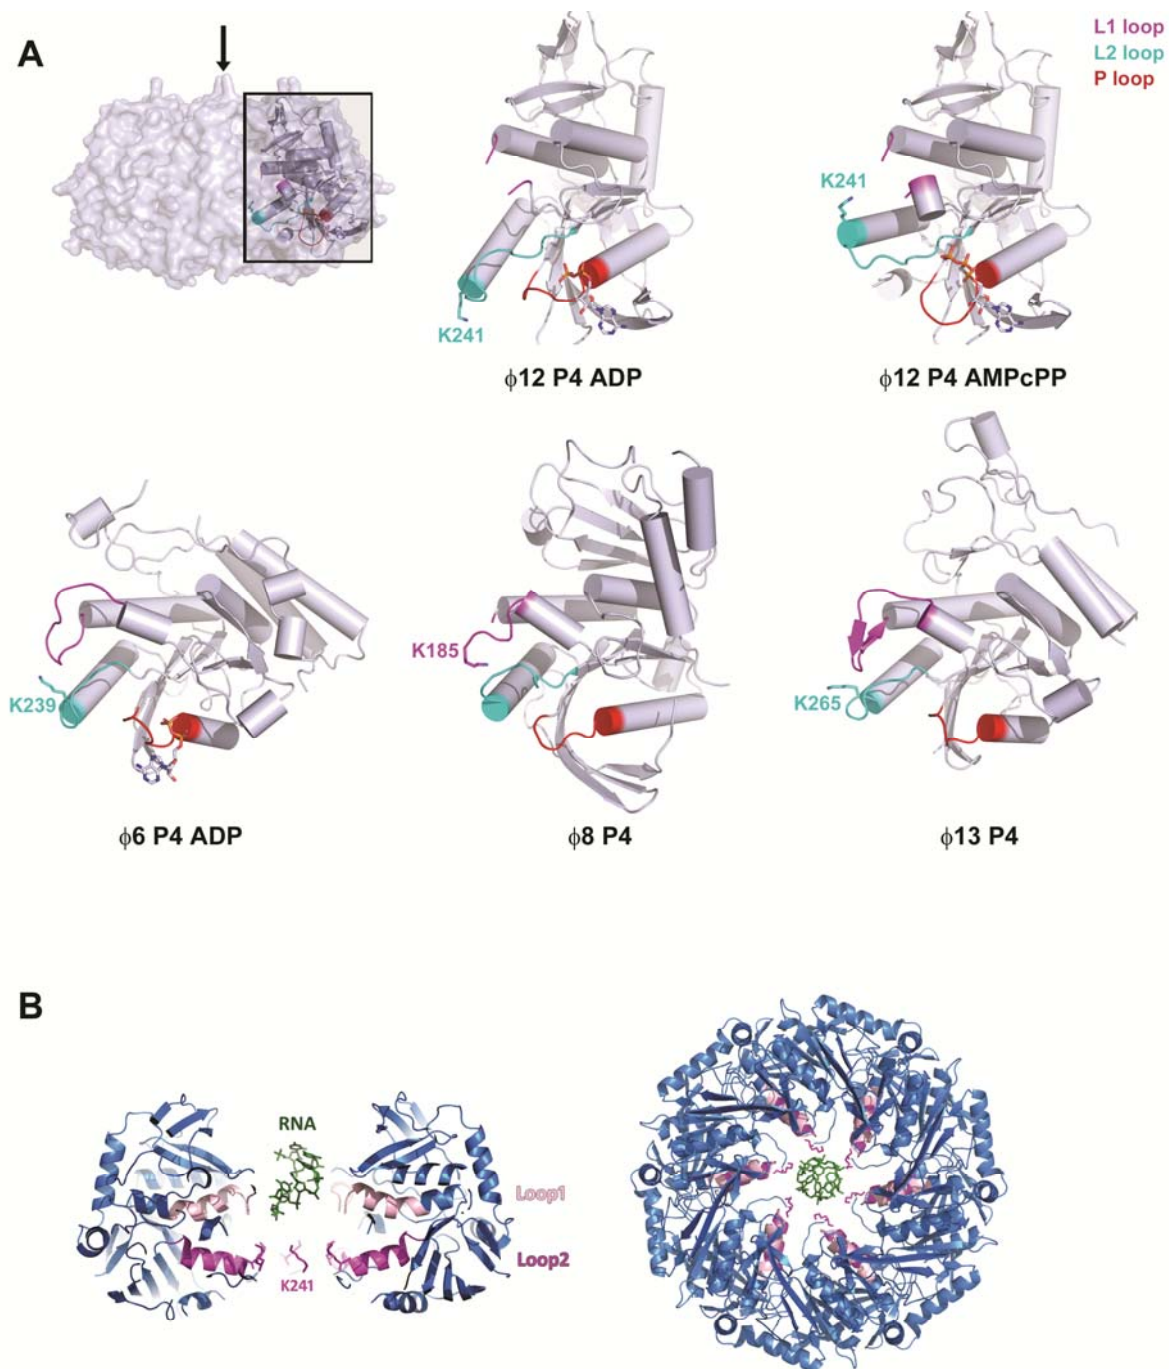 A
L1 loop
L2 loop
P loop
K241
K241
ϕ12 P4 ADP
ϕ12 P4 AMPcPP
K239
K185
K265
ϕ6 P4 ADP
ϕ8 P4
ϕ13 P4
B
RNA
Loop1
Loop2
K241